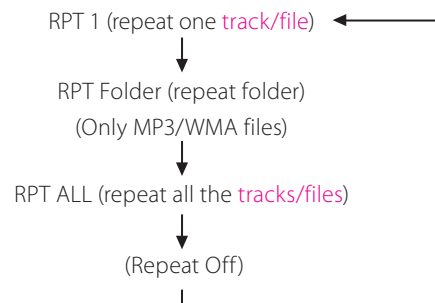 RPT 1 (repeat one track/file)
RPT Folder (repeat folder)
(Only MP3/WMA files)
RPT ALL (repeat all the tracks/files)
(Repeat Off)